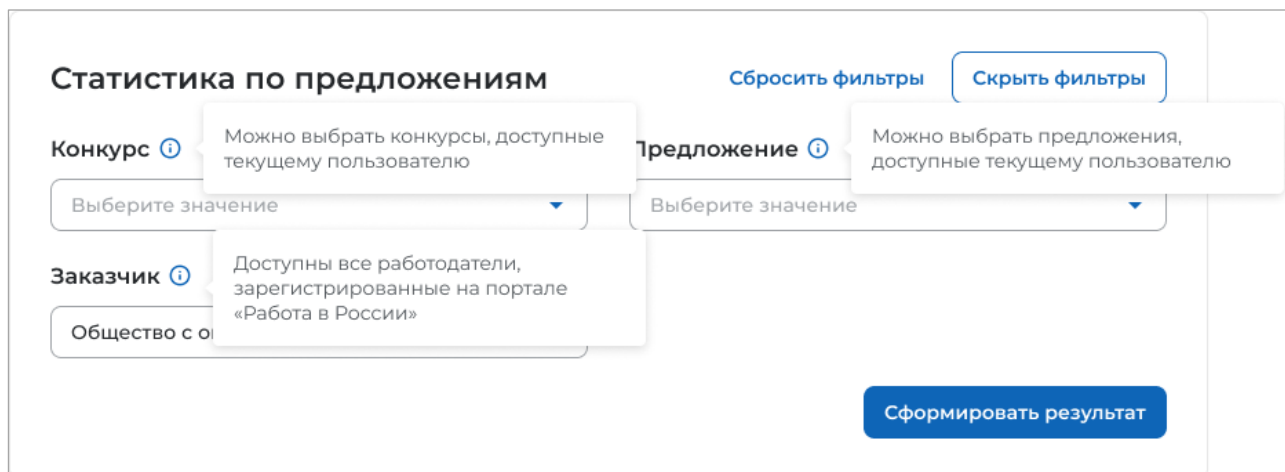 Статистика по предложениям
Сбросить фильтры
Скрыть фильтры
Конкурс
Можно выбрать конкурсы, доступные
текущему пользователю
Предложение
Можно выбрать предложения,
доступные текущему пользователю
Выберите значение
Выберите значение
Заказчик
Доступны все работодатели,
зарегистрированные на портале
«Работа в России»
Общество с
Сформировать результат